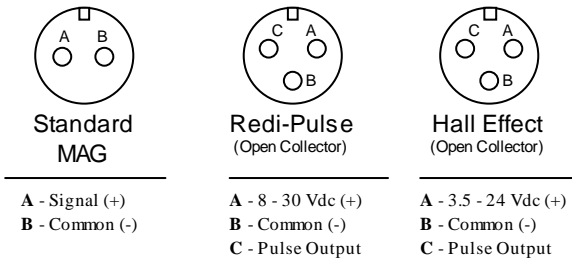 A B
Standard
MAG
A - Signal (+)
B - Common (-)
C A
B
Redi-Pulse
(Open Collector)
A - 8 - 30 Vdc (+)
B - Common (-)
C - Pulse Output
C A
B
Hall Effect
(Open Collector)
A - 3.5 - 24 Vdc (+)
B - Common (-)
C - Pulse Output